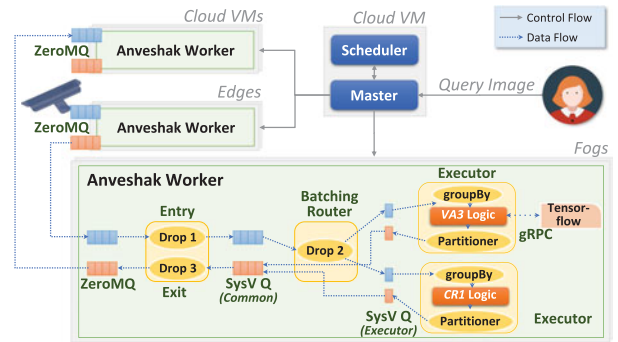 Cloud VMs
Cloud VM
Control Flow
Data Flow
ZeroMQ
Anveshak Worker
Scheduler
Master
Query Image
Edges
ZeroMQ
Anveshak Worker
Fogs
Anveshak Worker
Executor
Entry
Batching
Router
groupBy
VA3 Logic
Partitioner
Tensor-
flow
gRPC
Drop 1
Drop 2
Drop 3
ZeroMQ
Exit
SysV Q
(Common)
groupBy
CR1 Logic
Partitioner
SysV Q
(Executor)
Executor